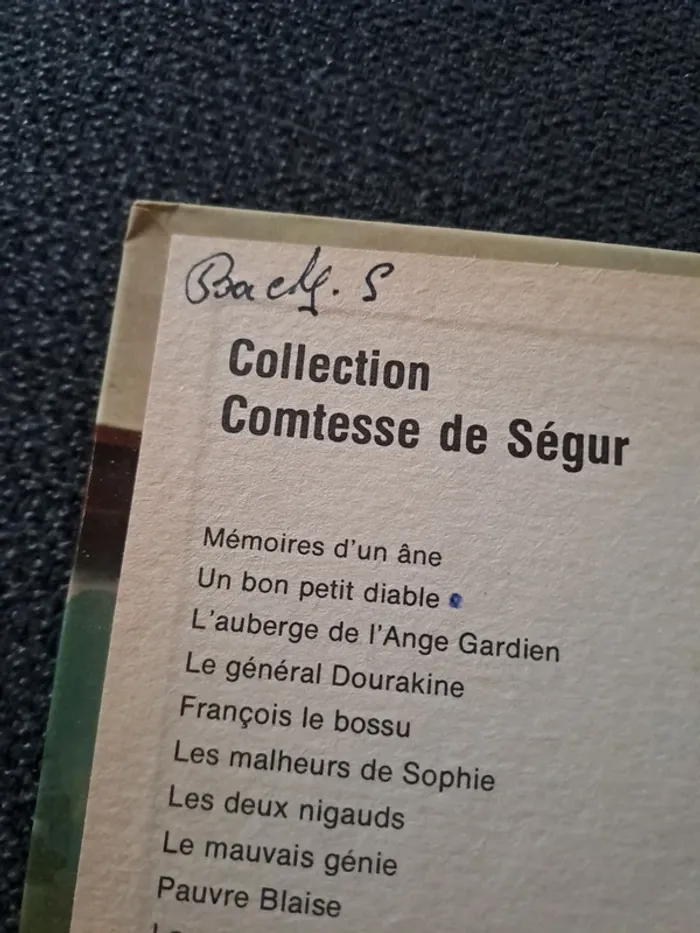 Collection
Comtesse de Ségur
Mémoires d'un âne
Un bon petit diable
L'auberge de l'Ange Gardien
Le général Dourakine
François le bossu
Les malheurs de Sophie
Les deux nigauds
Le mauvais génie
Pauvre Blaise